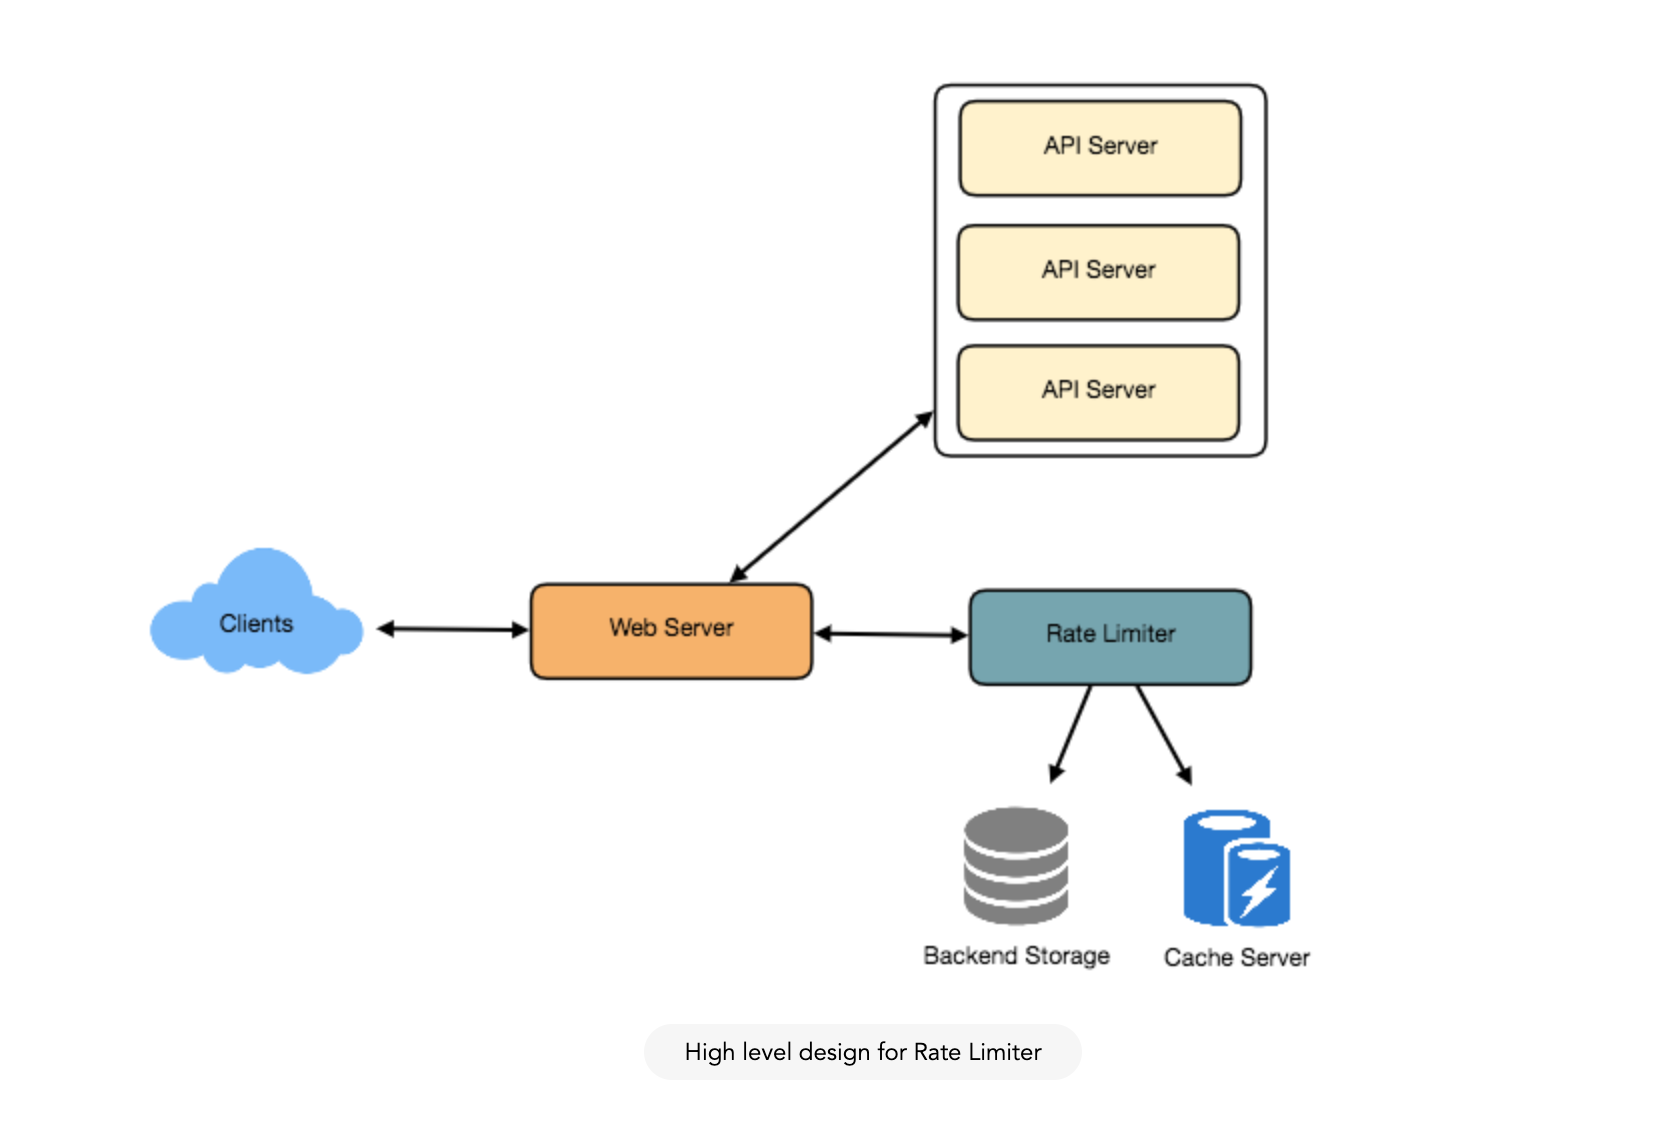 API Server
API Server
API Server
Clients
Web Server
Rate Limiter
Backend Storage
Cache Server
High level design for Rate Limiter